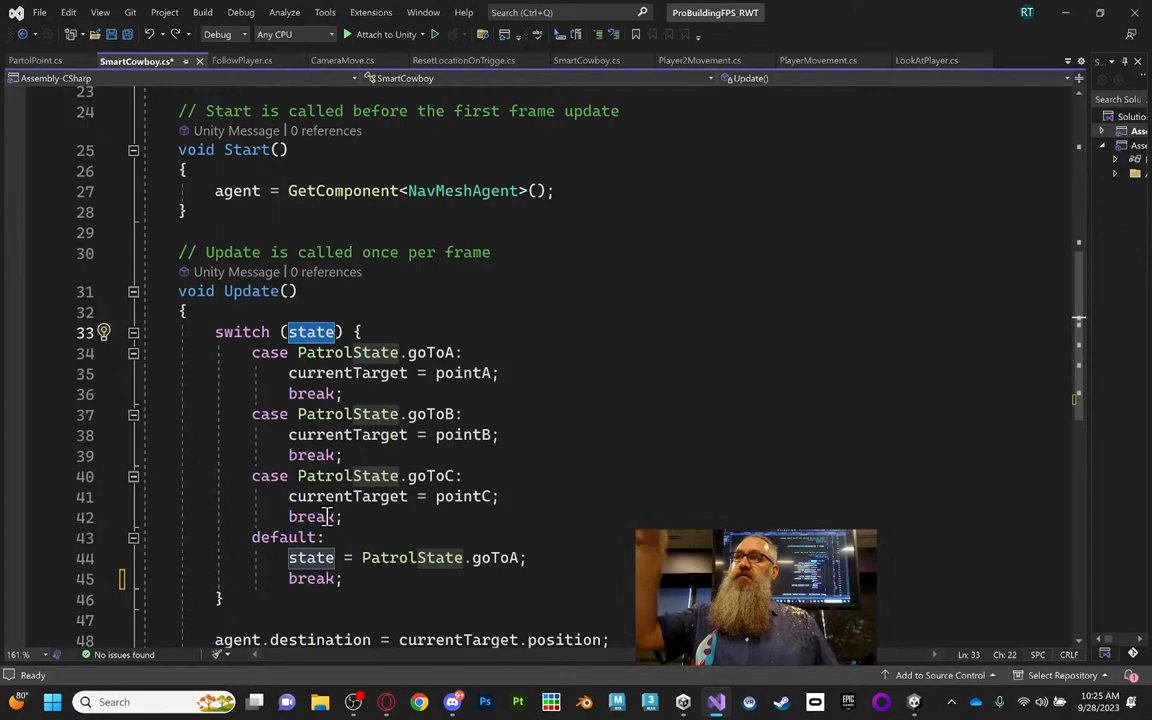 File Edit View Git Project Build Debug Analyze Tools Extensions Window Help Search (Ctrl+Q) ProBuildingFPS_RWT RT
Debug Any CPU Attach to Unity
PartolPoint.cs SmartCowboy.cs* FollowPlayer.cs CameraMove.cs ResetLocationOnTrigge.cs SmartCowboy.cs Player2Movement.cs PlayerMovement.cs LookAtPlayer.cs S...
Assembly-CSharp SmartCowboy Update()
Search Solu
Solutio
Asse
Asse
23
24 // Start is called before the first frame update
Unity Message | 0 references
25 void Start()
26 {
27 agent = GetComponent<NavMeshAgent>();
28 }
29
30 // Update is called once per frame
Unity Message | 0 references
31 void Update()
32 {
33 switch (state) {
34 case PatrolState.goToA:
35 currentTarget = pointA;
36 break;
37 case PatrolState.goToB:
38 currentTarget = pointB;
39 break;
40 case PatrolState.goToC:
41 currentTarget = pointC;
42 break;
43 default:
44 state = PatrolState.goToA;
45 break;
46 }
47
48 agent.destination = currentTarget.position;
161 % No issues found Ln: 33 Ch: 22 SPC CRLF
Ready Add to Source Control Select Repository
80° Search 10:25 AM
9/28/2023